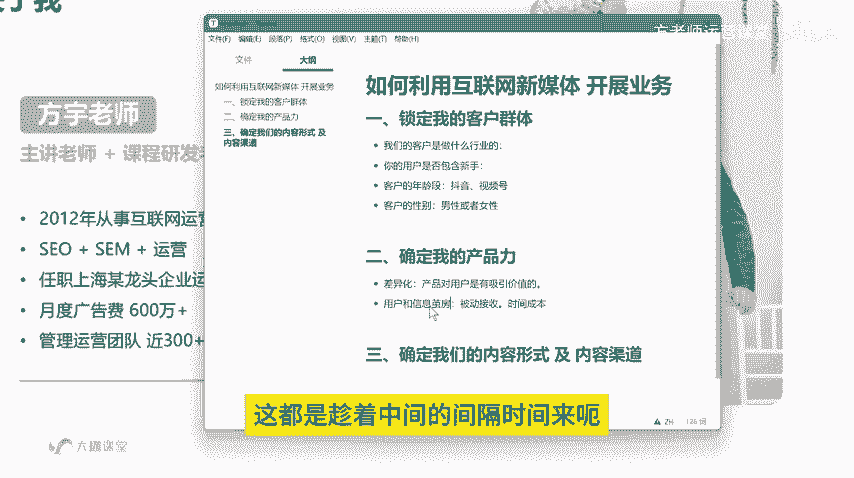 关于我
方老师运营课堂
文件(F) 编辑(E) 段落(P) 格式(O) 视图(V) 主题(T) 帮助(H)
文件 大纲
如何利用互联网新媒体 开展业务
一、锁定我的客户群体
二、确定我的产品力
三、确定我们的内容形式 及
内容渠道
如何利用互联网新媒体 开展业务
一、锁定我的客户群体
• 我们的客户是做什么行业的:
• 你的用户是否包含新手:
• 客户的年龄段: 抖音、视频号
• 客户的性别: 男性或者女性
二、确定我的产品力
• 差异化: 产品对用户是有吸引价值的。
• 用户和信息茧房: 被动接收。时间成本
三、确定我们的内容形式 及 内容渠道
ZH 126 词
方宇老师
主讲老师 + 课程研发
• 2012年从事互联网运营
• SEO + SEM + 运营
• 任职上海某龙头企业运
• 月度广告费 600万+
• 管理运营团队 近300+
这都是趁着中间的间隔时间来呃